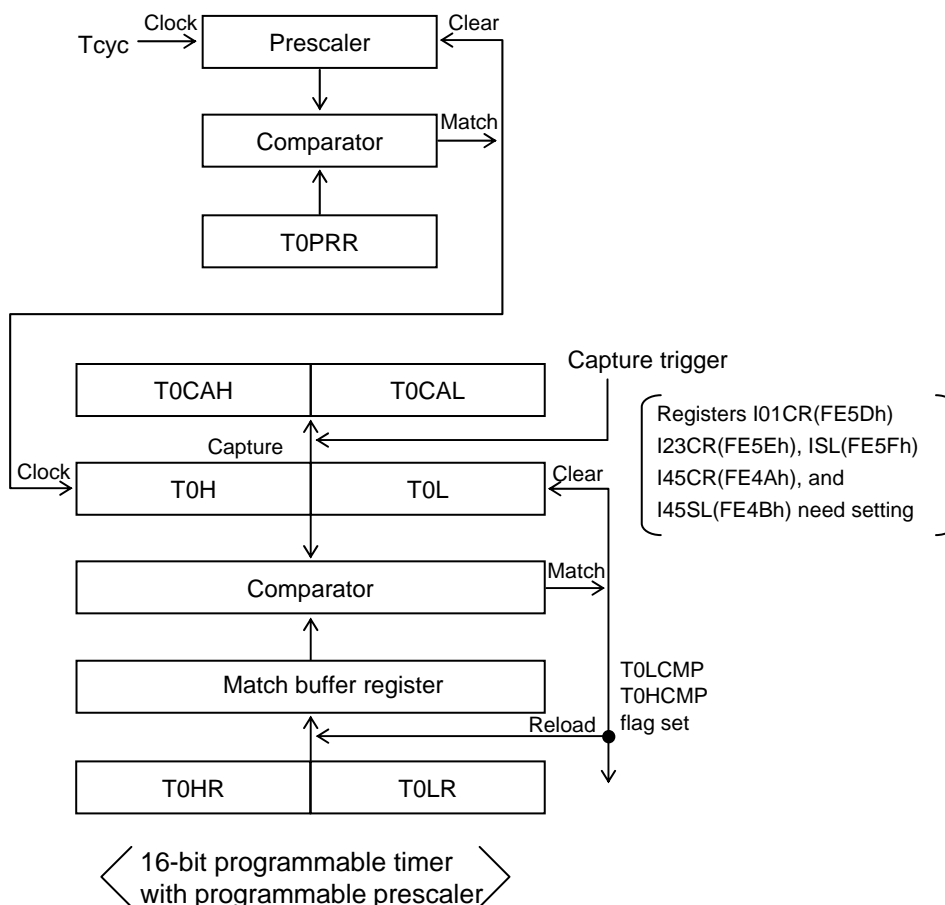 Clock
Tcyc
Prescaler
Clear
Comparator
Match
T0PRR
Capture trigger
T0CAH
T0CAL
Registers I01CR(FE5Dh)
I23CR(FE5Eh), ISL(FE5Fh)
I45CR(FE4Ah), and
I45SL(FE4Bh) need setting
Capture
Clock
T0H
T0L
Clear
Comparator
Match
Match buffer register
T0LCMP
T0HCMP
flag set
Reload
T0HR
T0LR
16-bit programmable timer
with programmable prescaler